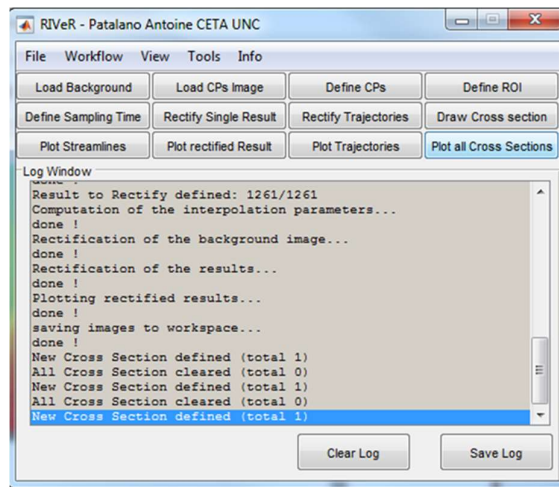 RIVeR - Patalano Antoine CETA UNC
File Workflow View Tools Info
Load Background Load CPs Image Define CPs Define ROI
Define Sampling Time Rectify Single Result Rectify Trajectories Draw Cross section
Plot Streamlines Plot rectified Result Plot Trajectories Plot all Cross Sections
Log Window
done !
Result to Rectify defined: 1261/1261
Computation of the interpolation parameters...
done !
Rectification of the background image...
done !
Rectification of the results...
done !
Plotting rectified results...
done !
saving images to workspace...
done !
New Cross Section defined (total 1)
All Cross Section cleared (total 0)
New Cross Section defined (total 1)
All Cross Section cleared (total 0)
New Cross Section defined (total 1)
Clear Log Save Log